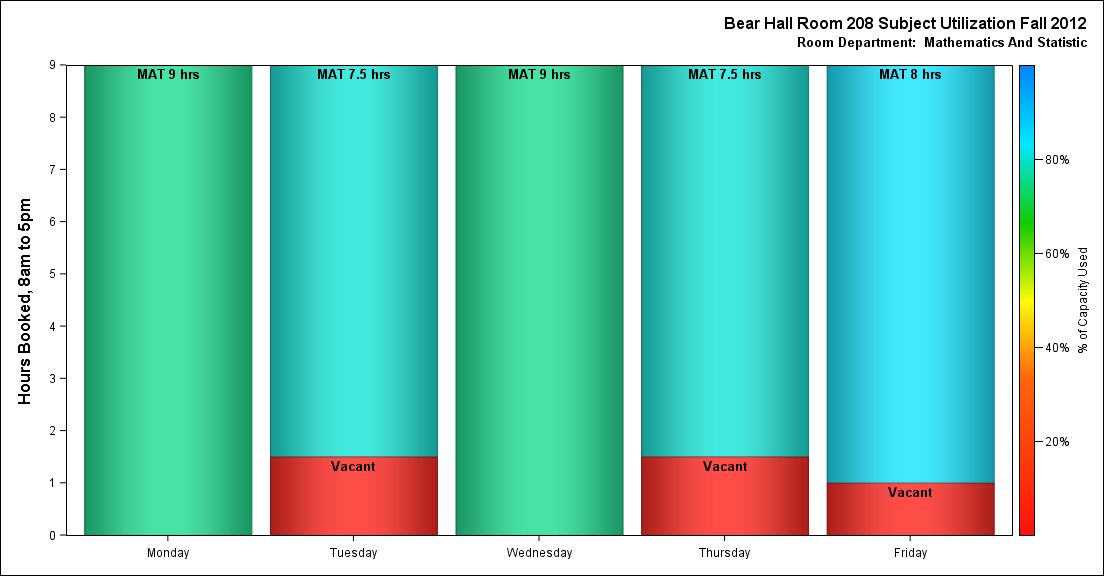 Bear Hall Room 208 Subject Utilization Fall 2012
Room Department:  Mathematics And Statistic
Hours Booked, 8am to 5pm
9
8
7
6
5
4
3
2
1
0
MAT 9 hrs
MAT 7.5 hrs
MAT 9 hrs
MAT 7.5 hrs
MAT 8 hrs
Vacant
Vacant
Vacant
Monday
Tuesday
Wednesday
Thursday
Friday
80%
60%
40%
20%
% of Capacity Used